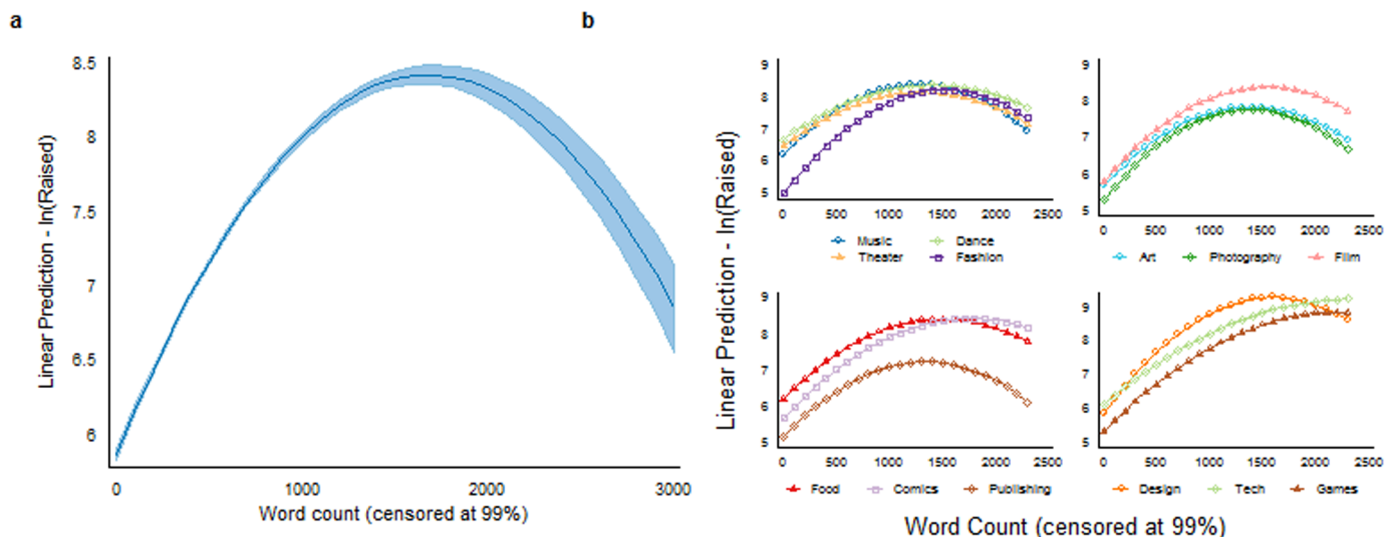 a
b
8.5
8
7.5
7
6.5
6
Linear Prediction - ln(Raised)
0
1000
2000
3000
Word count (censored at 99%)
Linear Prediction - ln(Raised)
9
8
7
6
5
0
500
1000
1500
2000
2500
Music
Dance
Theater
Fashion
9
8
7
6
5
0
500
1000
1500
2000
2500
Art
Photography
Film
9
8
7
6
5
0
500
1000
1500
2000
2500
Food
Comics
Publishing
9
8
7
6
5
0
500
1000
1500
2000
2500
Design
Tech
Games
Word Count (censored at 99%)